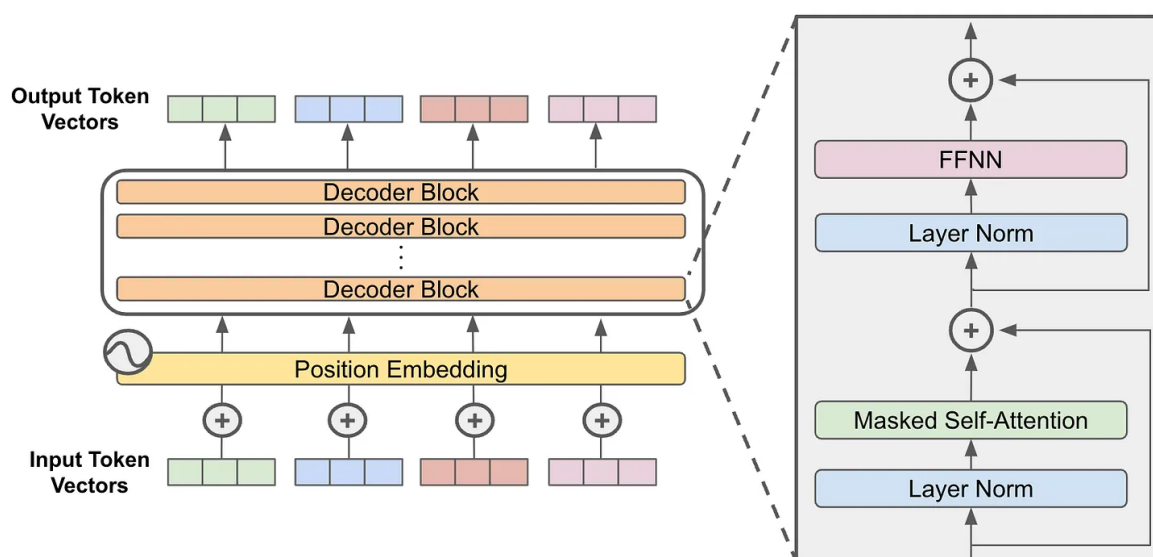 Output Token
Vectors
Decoder Block
Decoder Block
⋮
Decoder Block
Position Embedding
+ + + +
Input Token
Vectors
+
FFNN
Layer Norm
+
Masked Self-Attention
Layer Norm